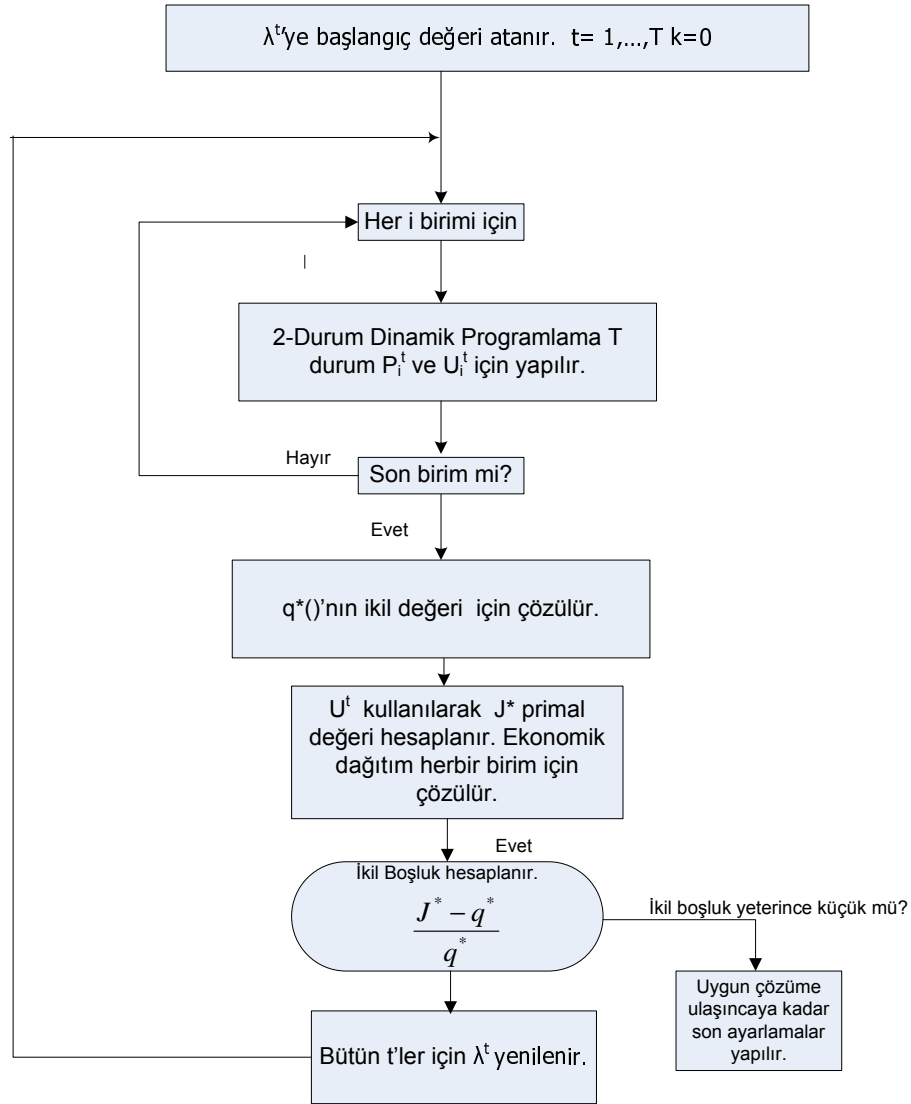 λᵗ'ye başlangıç değeri atanır. t= 1,...,T k=0
Her i birimi için
2-Durum Dinamik Programlama T
durum Pᵢᵗ ve Uᵢᵗ için yapılır.
Hayır
Son birim mi?
Evet
q*()'nın ikil değeri için çözülür.
Uᵗ kullanılarak J* primal
değeri hesaplanır. Ekonomik
dağıtım herbir birim için
çözülür.
Evet
İkil Boşluk hesaplanır.
J* − q*
q*
İkil boşluk yeterince küçük mü?
Uygun çözüme
ulaşıncaya kadar
son ayarlamalar
yapılır.
Bütün t'ler için λᵗ yenilenir.